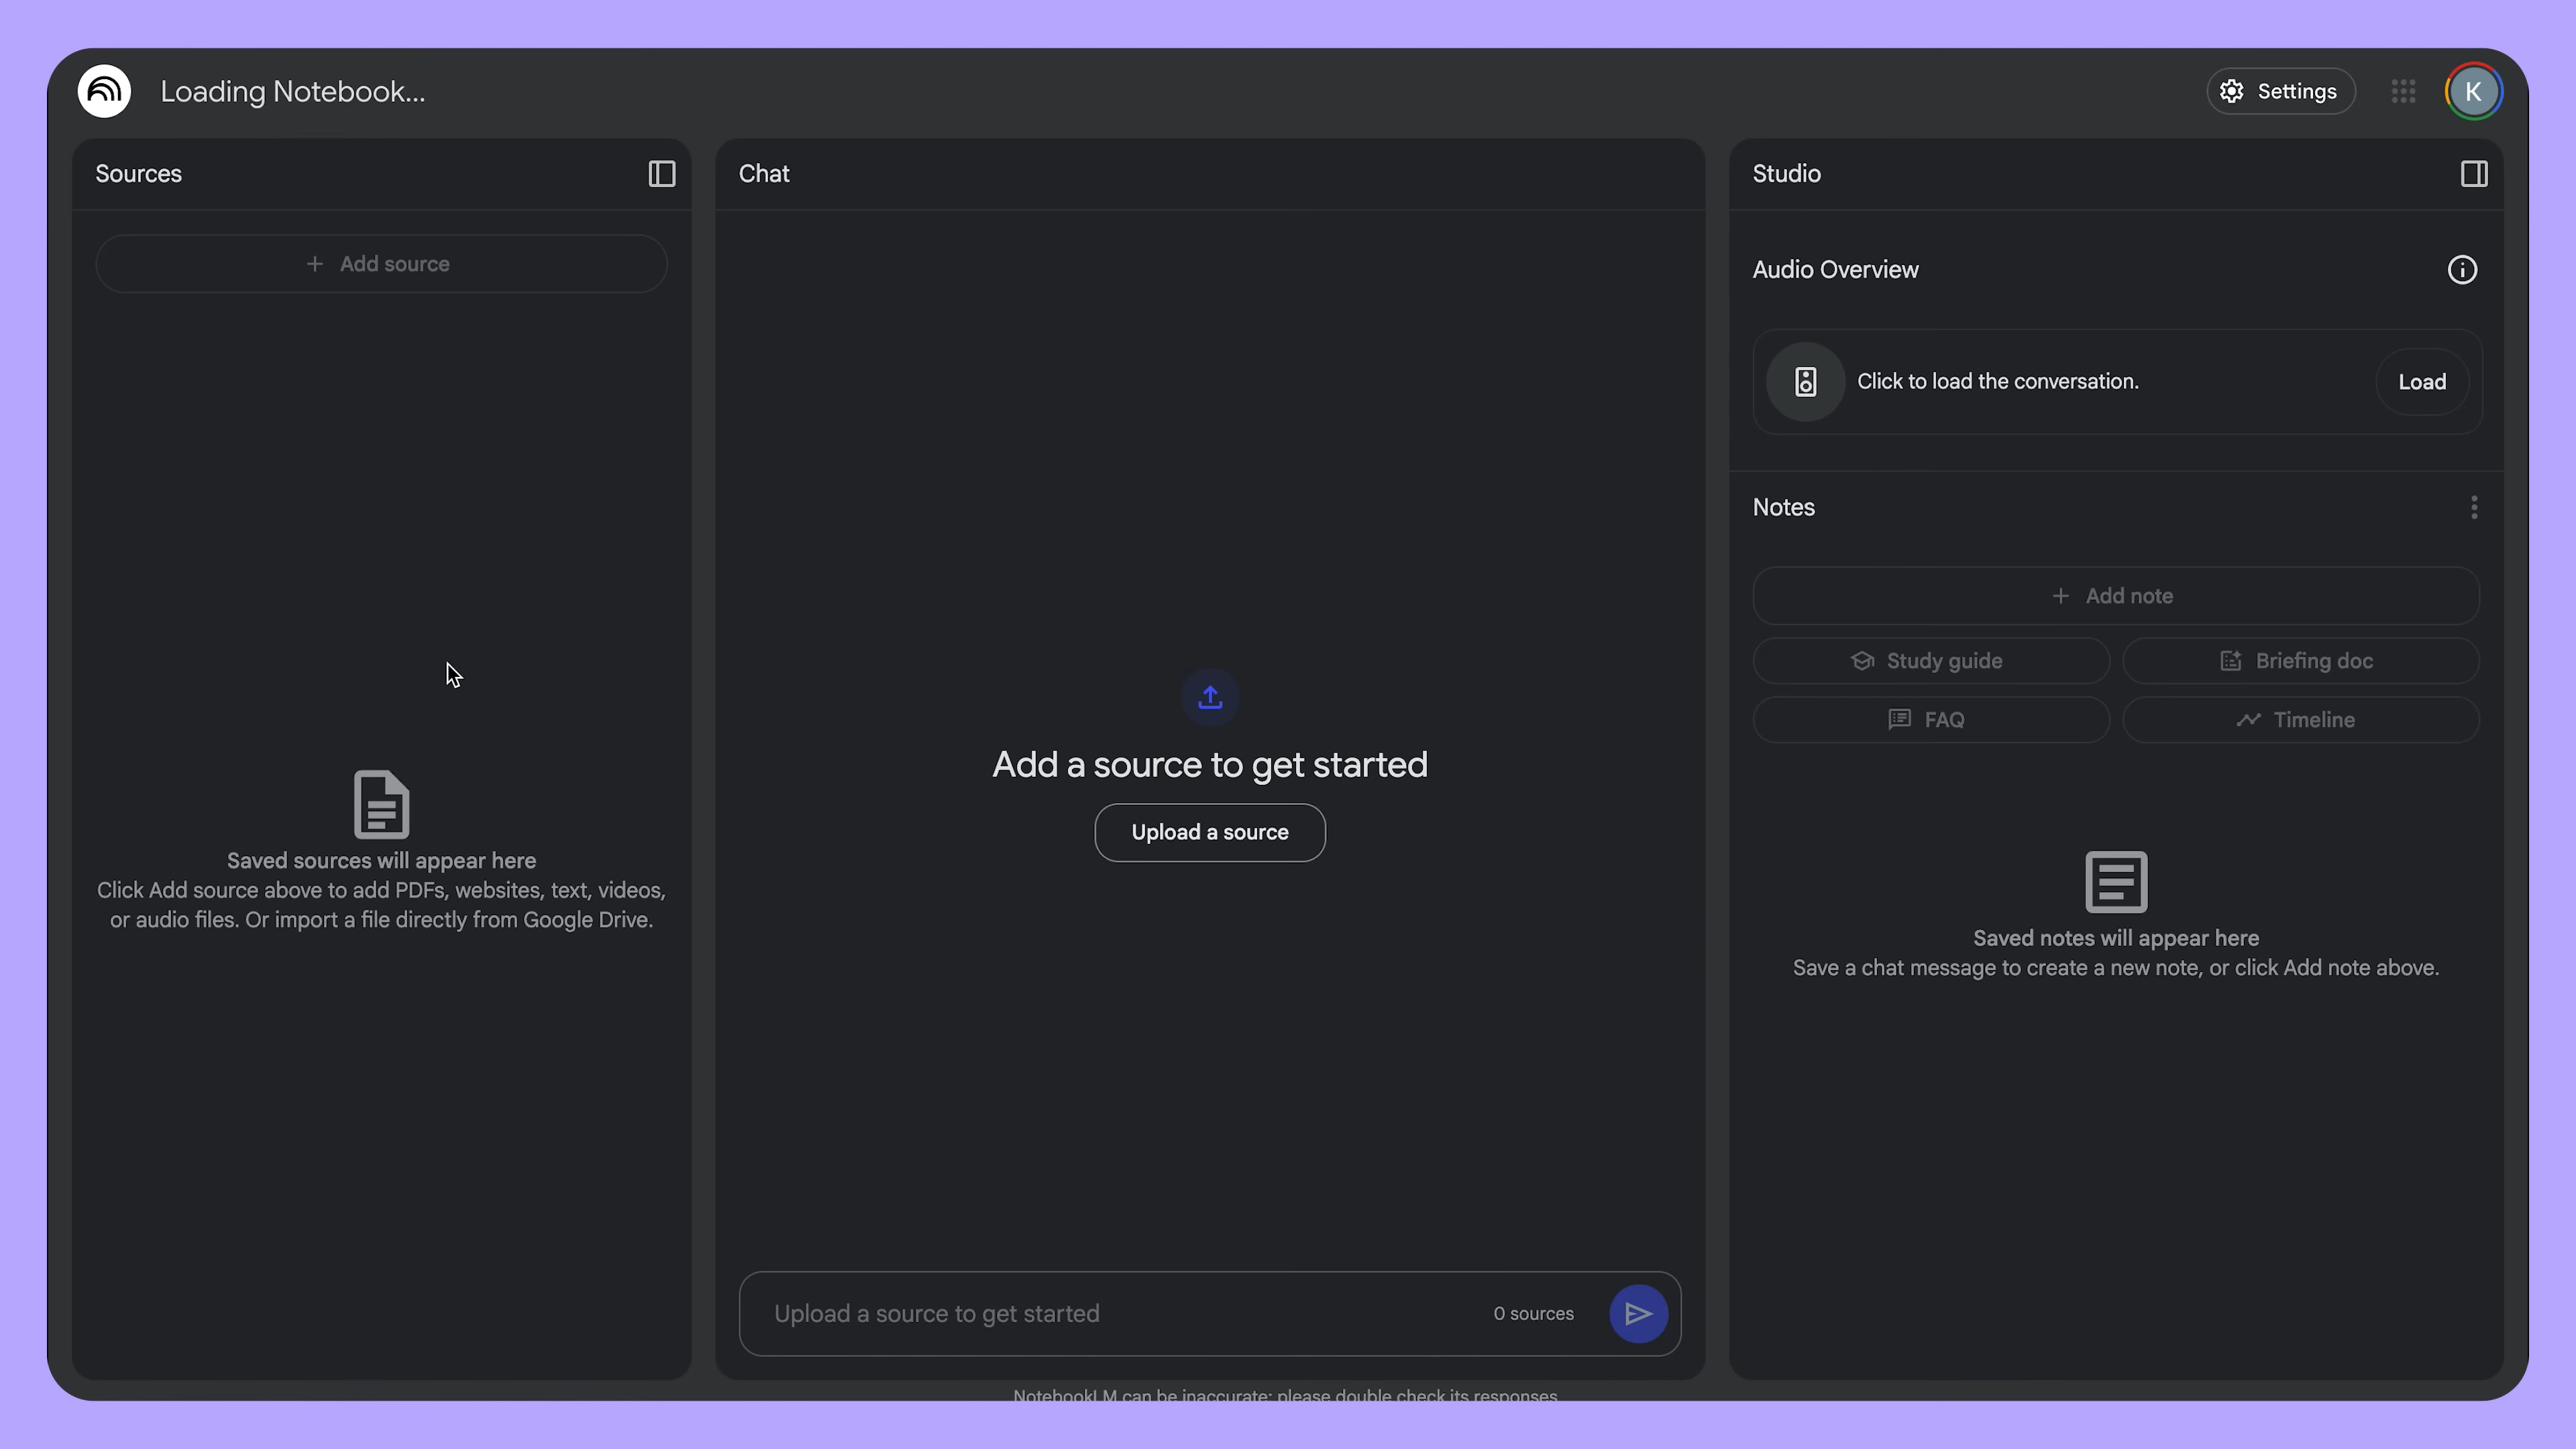 Loading Notebook...
Settings
K
Sources
Add source
Saved sources will appear here
Click Add source above to add PDFs, websites, text, videos,
or audio files. Or import a file directly from Google Drive.
Chat
Add a source to get started
Upload a source
Upload a source to get started
0 sources
NotebookLM can be inaccurate; please double check its responses.
Studio
Audio Overview
Click to load the conversation.
Load
Notes
Add note
Study guide
Briefing doc
FAQ
Timeline
Saved notes will appear here
Save a chat message to create a new note, or click Add note above.